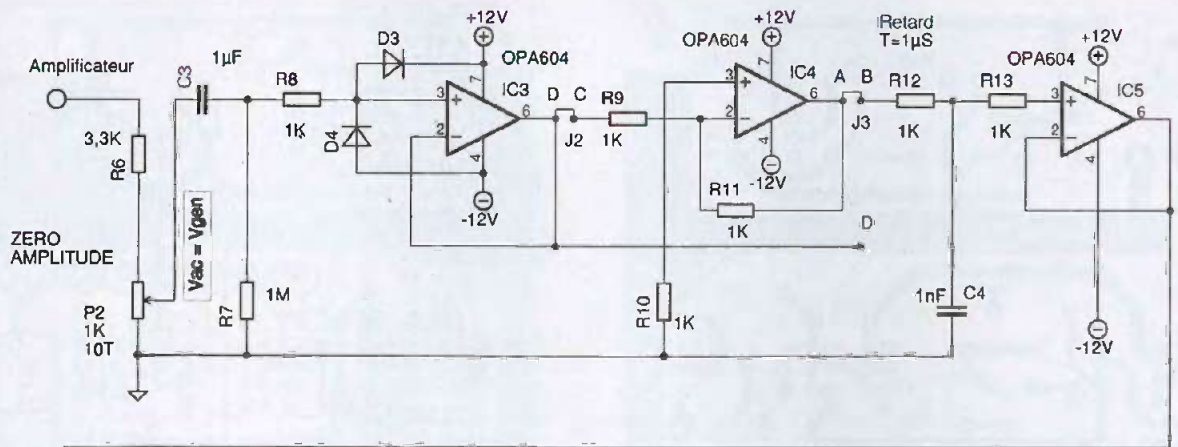 Amplificateur
3,3K
R6
ZERO
AMPLITUDE
P2
1K
10T
C3
1µF
Vac = Vgen
R7
1M
R8
1K
D3
D4
+12V
OPA604
3
2
7
4
6
IC3
-12V
D
C
J2
R9
1K
R10
1K
R11
1K
+12V
OPA604
3
2
7
4
6
IC4
-12V
A
B
J3
D
Retard
T=1µS
R12
1K
1nF
C4
R13
1K
+12V
OPA604
3
2
7
4
6
IC5
-12V